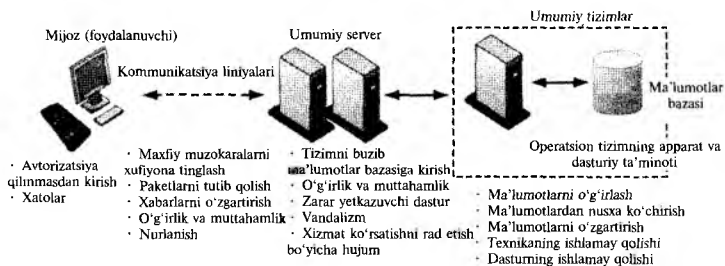 Umumiy tizimlar
Mijoz (foydalanuvchi)
Umumiy server
Kommunikatsiya liniyalari
Ma'lumotlar
bazasi
Operatsion tizimning apparat va
dasturiy ta'minoti
· Avtorizatsiya
qilinmasdan kirish
· Xatolar
· Maxfiy muzokaralarni
xufiyona tinglash
· Paketlarni tutib qolish
· Xabarlarni o'zgartirish
· O'g'irlik va muttahamlik
· Nurlanish
· Tizimni buzib
ma'lumotlar bazasiga kirish
· O'g'irlik va muttahamlik
· Zarar yetkazuvchi dastur
· Vandalizm
· Xizmat ko'rsatishni rad etish
bo'yicha hujum
· Ma'lumotlarni o'g'irlash
· Ma'lumotlardan nusxa ko'chirish
· Ma'lumotlarni o'zgartirish
· Texnikaning ishlamay qolishi
· Dasturning ishlamay qolishi